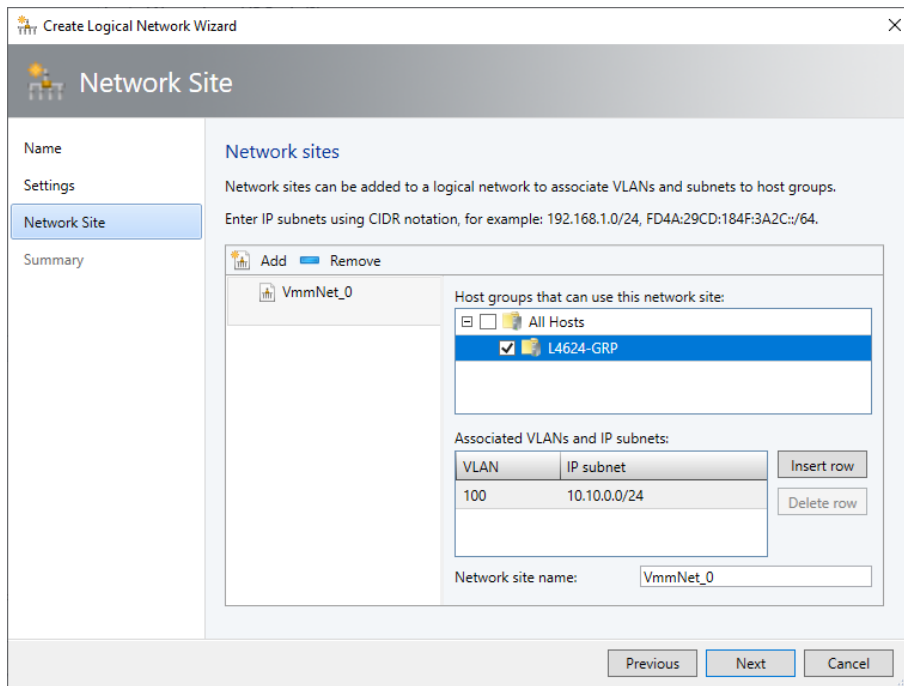 Create Logical Network Wizard
Network Site
Name
Settings
Network Site
Summary
Network sites
Network sites can be added to a logical network to associate VLANs and subnets to host groups.
Enter IP subnets using CIDR notation, for example: 192.168.1.0/24, FD4A:29CD:184F:3A2C::/64.
Add Remove
VmmNet_0
Host groups that can use this network site:
All Hosts
L4624-GRP
Associated VLANs and IP subnets:
VLAN IP subnet
100 10.10.0.0/24
Insert row
Delete row
Network site name: VmmNet_0
Previous Next Cancel